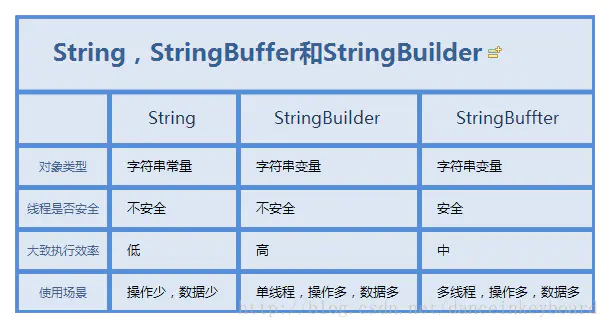 String，StringBuffer和StringBuilder
String StringBuilder StringBuffter
对象类型 字符串常量 字符串变量 字符串变量
线程是否安全 不安全 不安全 安全
大致执行效率 低 高 中
使用场景 操作少，数据少 单线程，操作多，数据多 多线程，操作多，数据多
http://blog.csdn.net/dancoinkeyboard